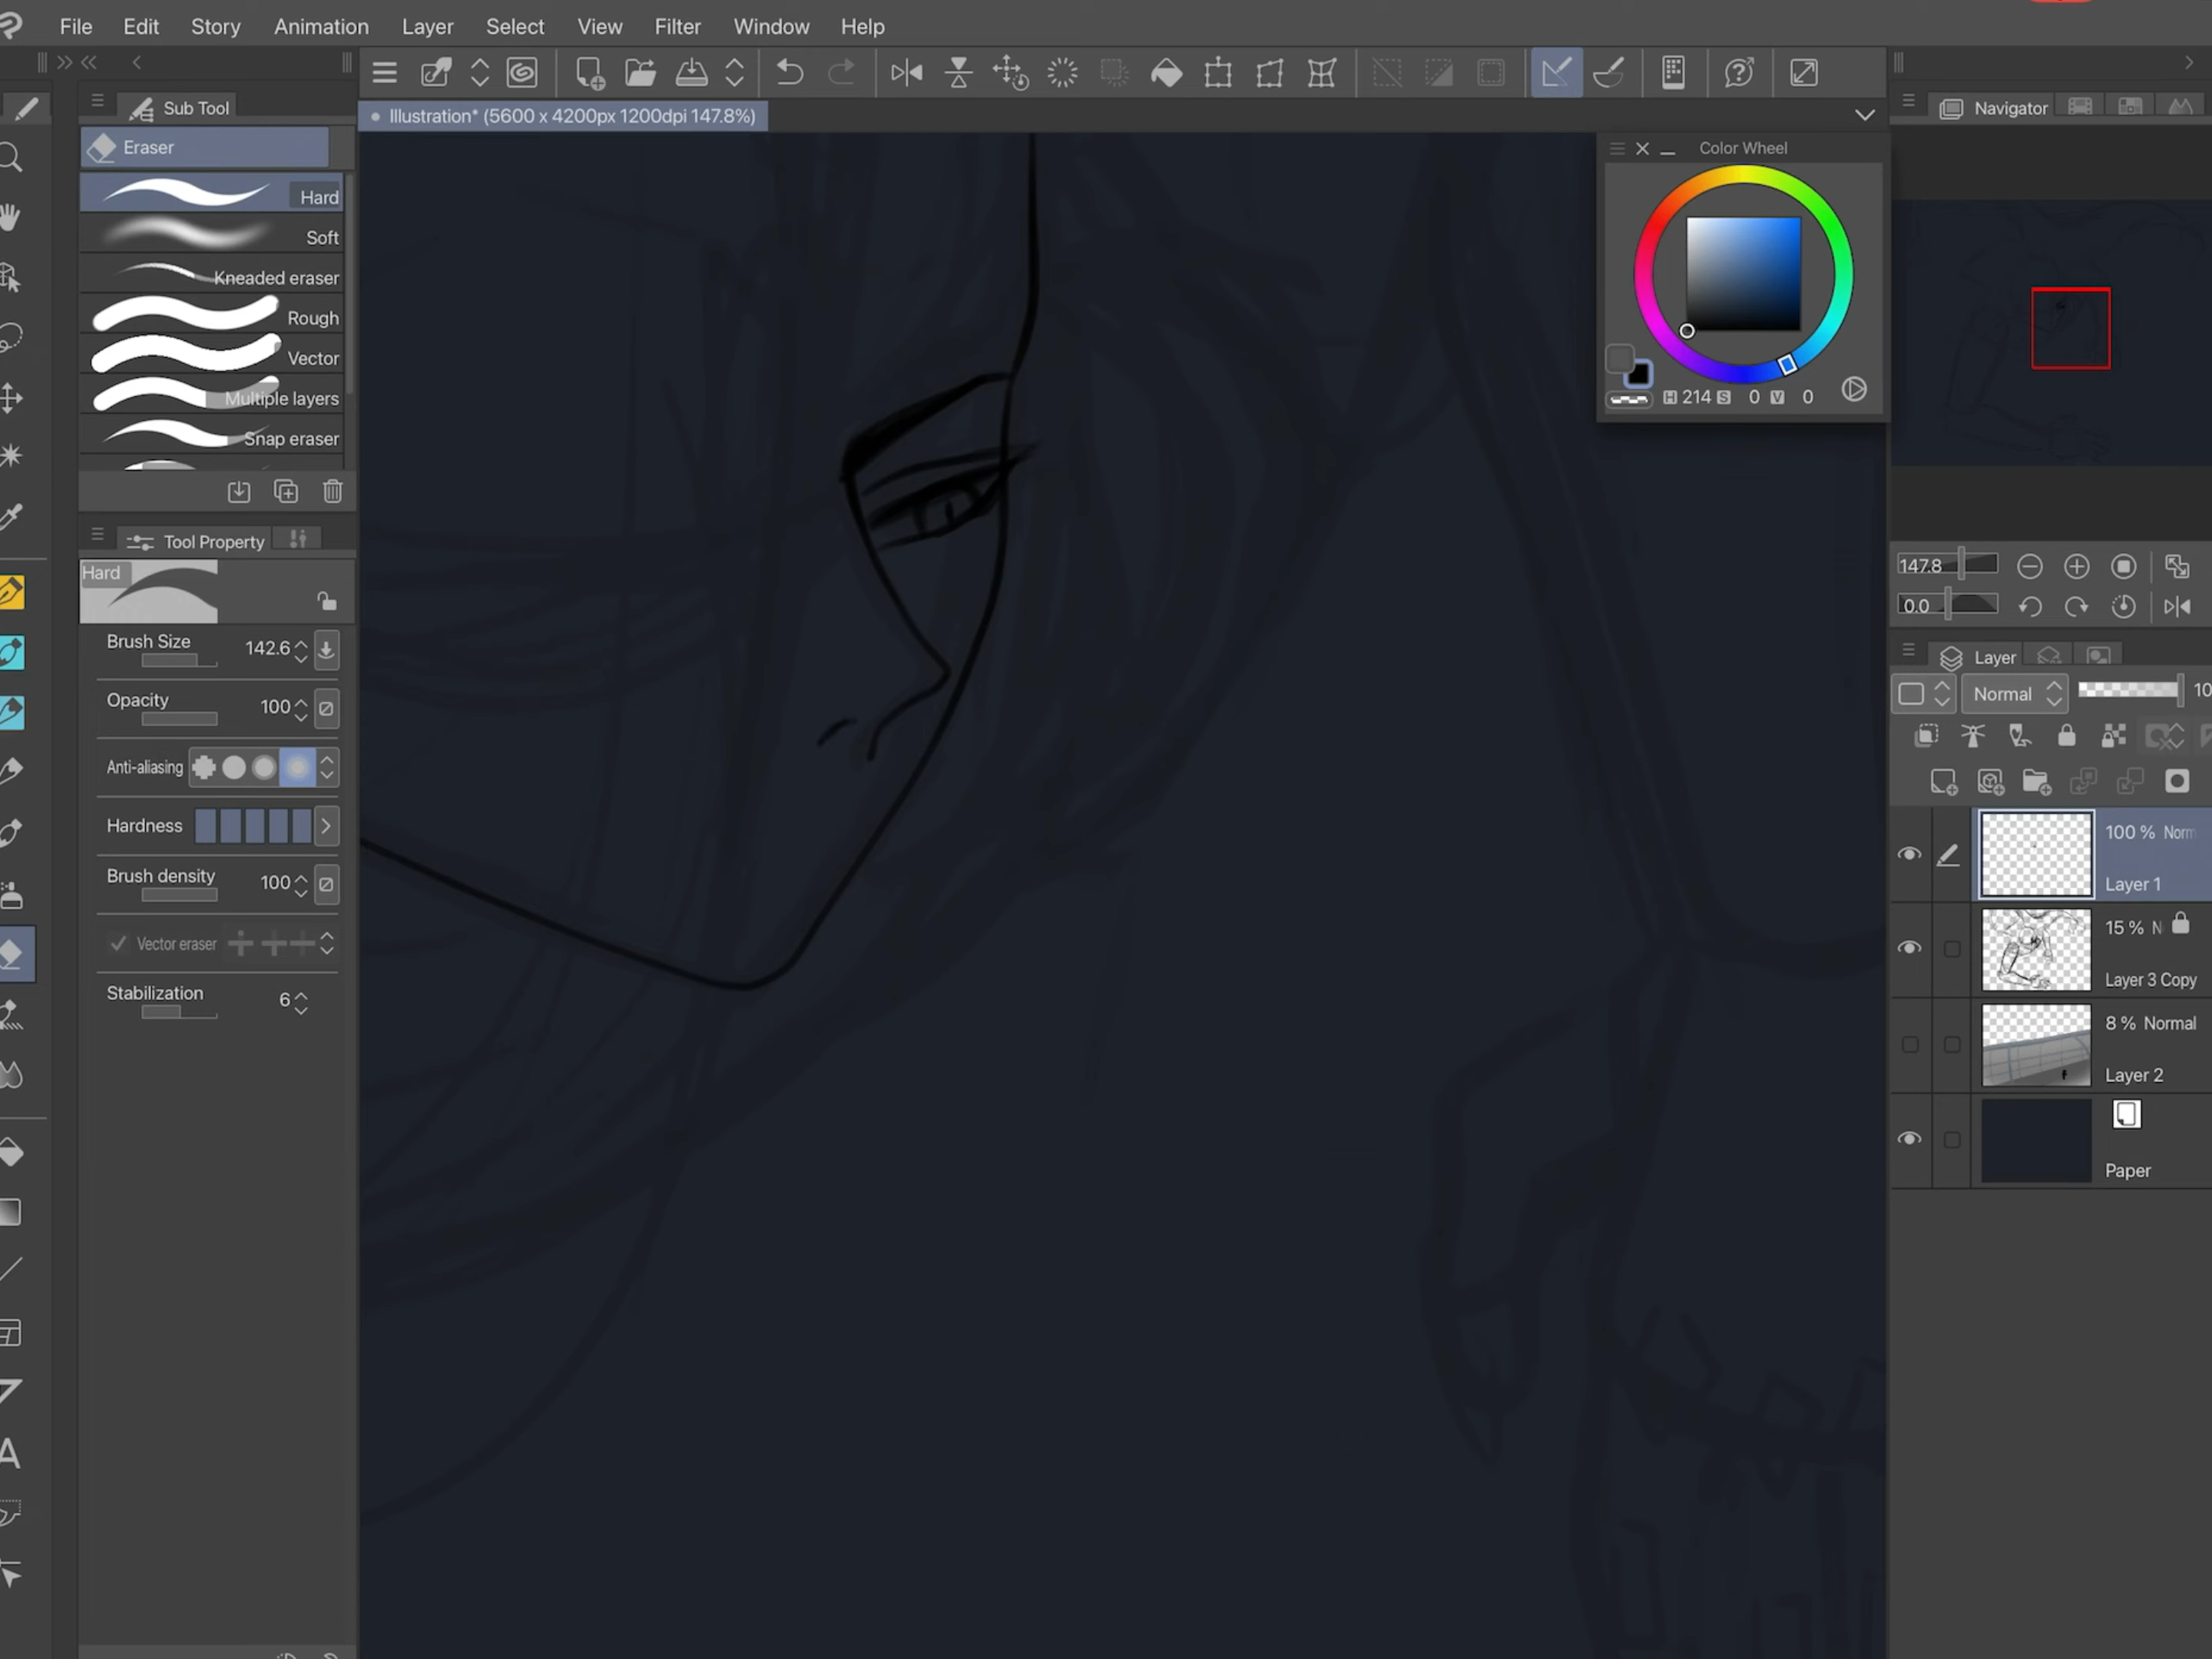 File Edit Story Animation Layer Select View Filter Window Help
Sub Tool
Eraser
Hard
Soft
Kneaded eraser
Rough
Vector
Multiple layers
Snap eraser
Tool Property
Hard
Brush Size 142.6
Opacity 100
Anti-aliasing
Hardness
Brush density 100
Vector eraser
Stabilization 6
Illustration* (5600 x 4200px 1200dpi 147.8%)
Color Wheel
H 214 S 0 V 0
Navigator
147.8
0.0
Layer
Normal 10
100 % Norm
Layer 1
15 % N
Layer 3 Copy
8 % Normal
Layer 2
Paper